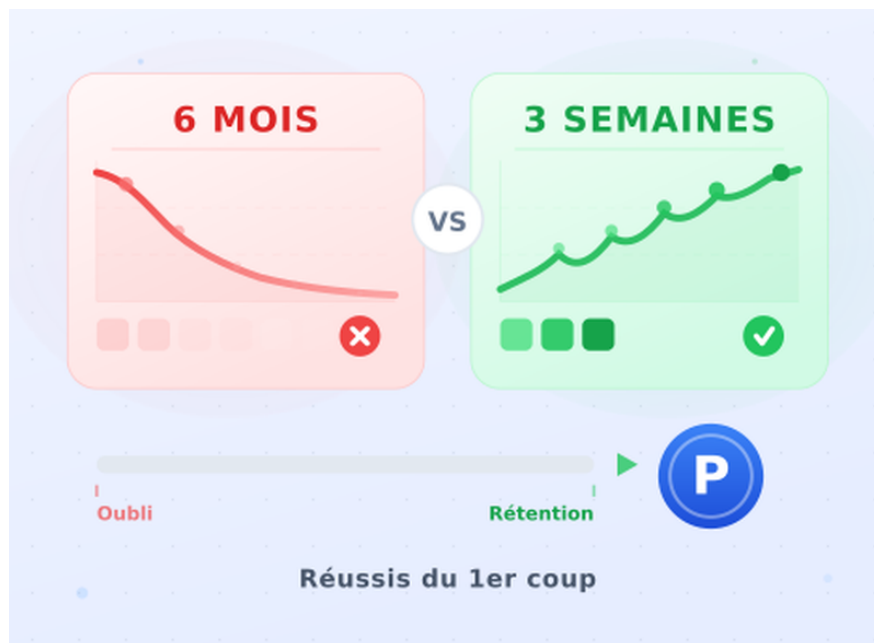 6 MOIS
3 SEMAINES
VS
Oubli
Rétention
P
Réussis du 1er coup